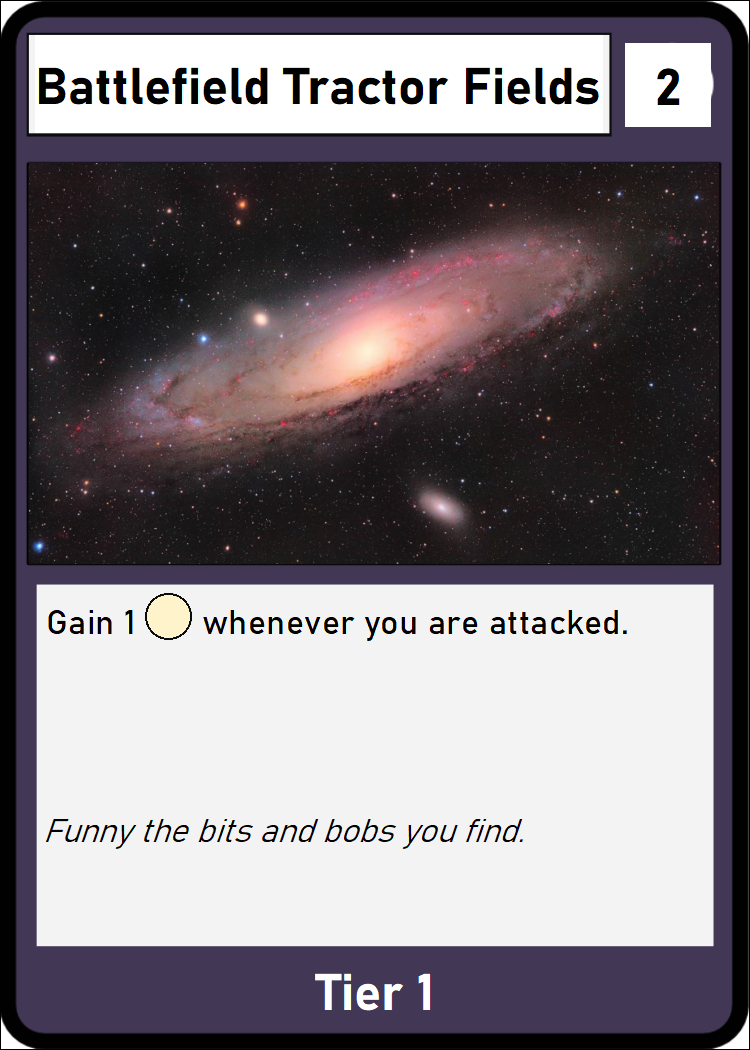 Battlefield Tractor Fields
2
Gain 1 whenever you are attacked.
Funny the bits and bobs you find.
Tier 1